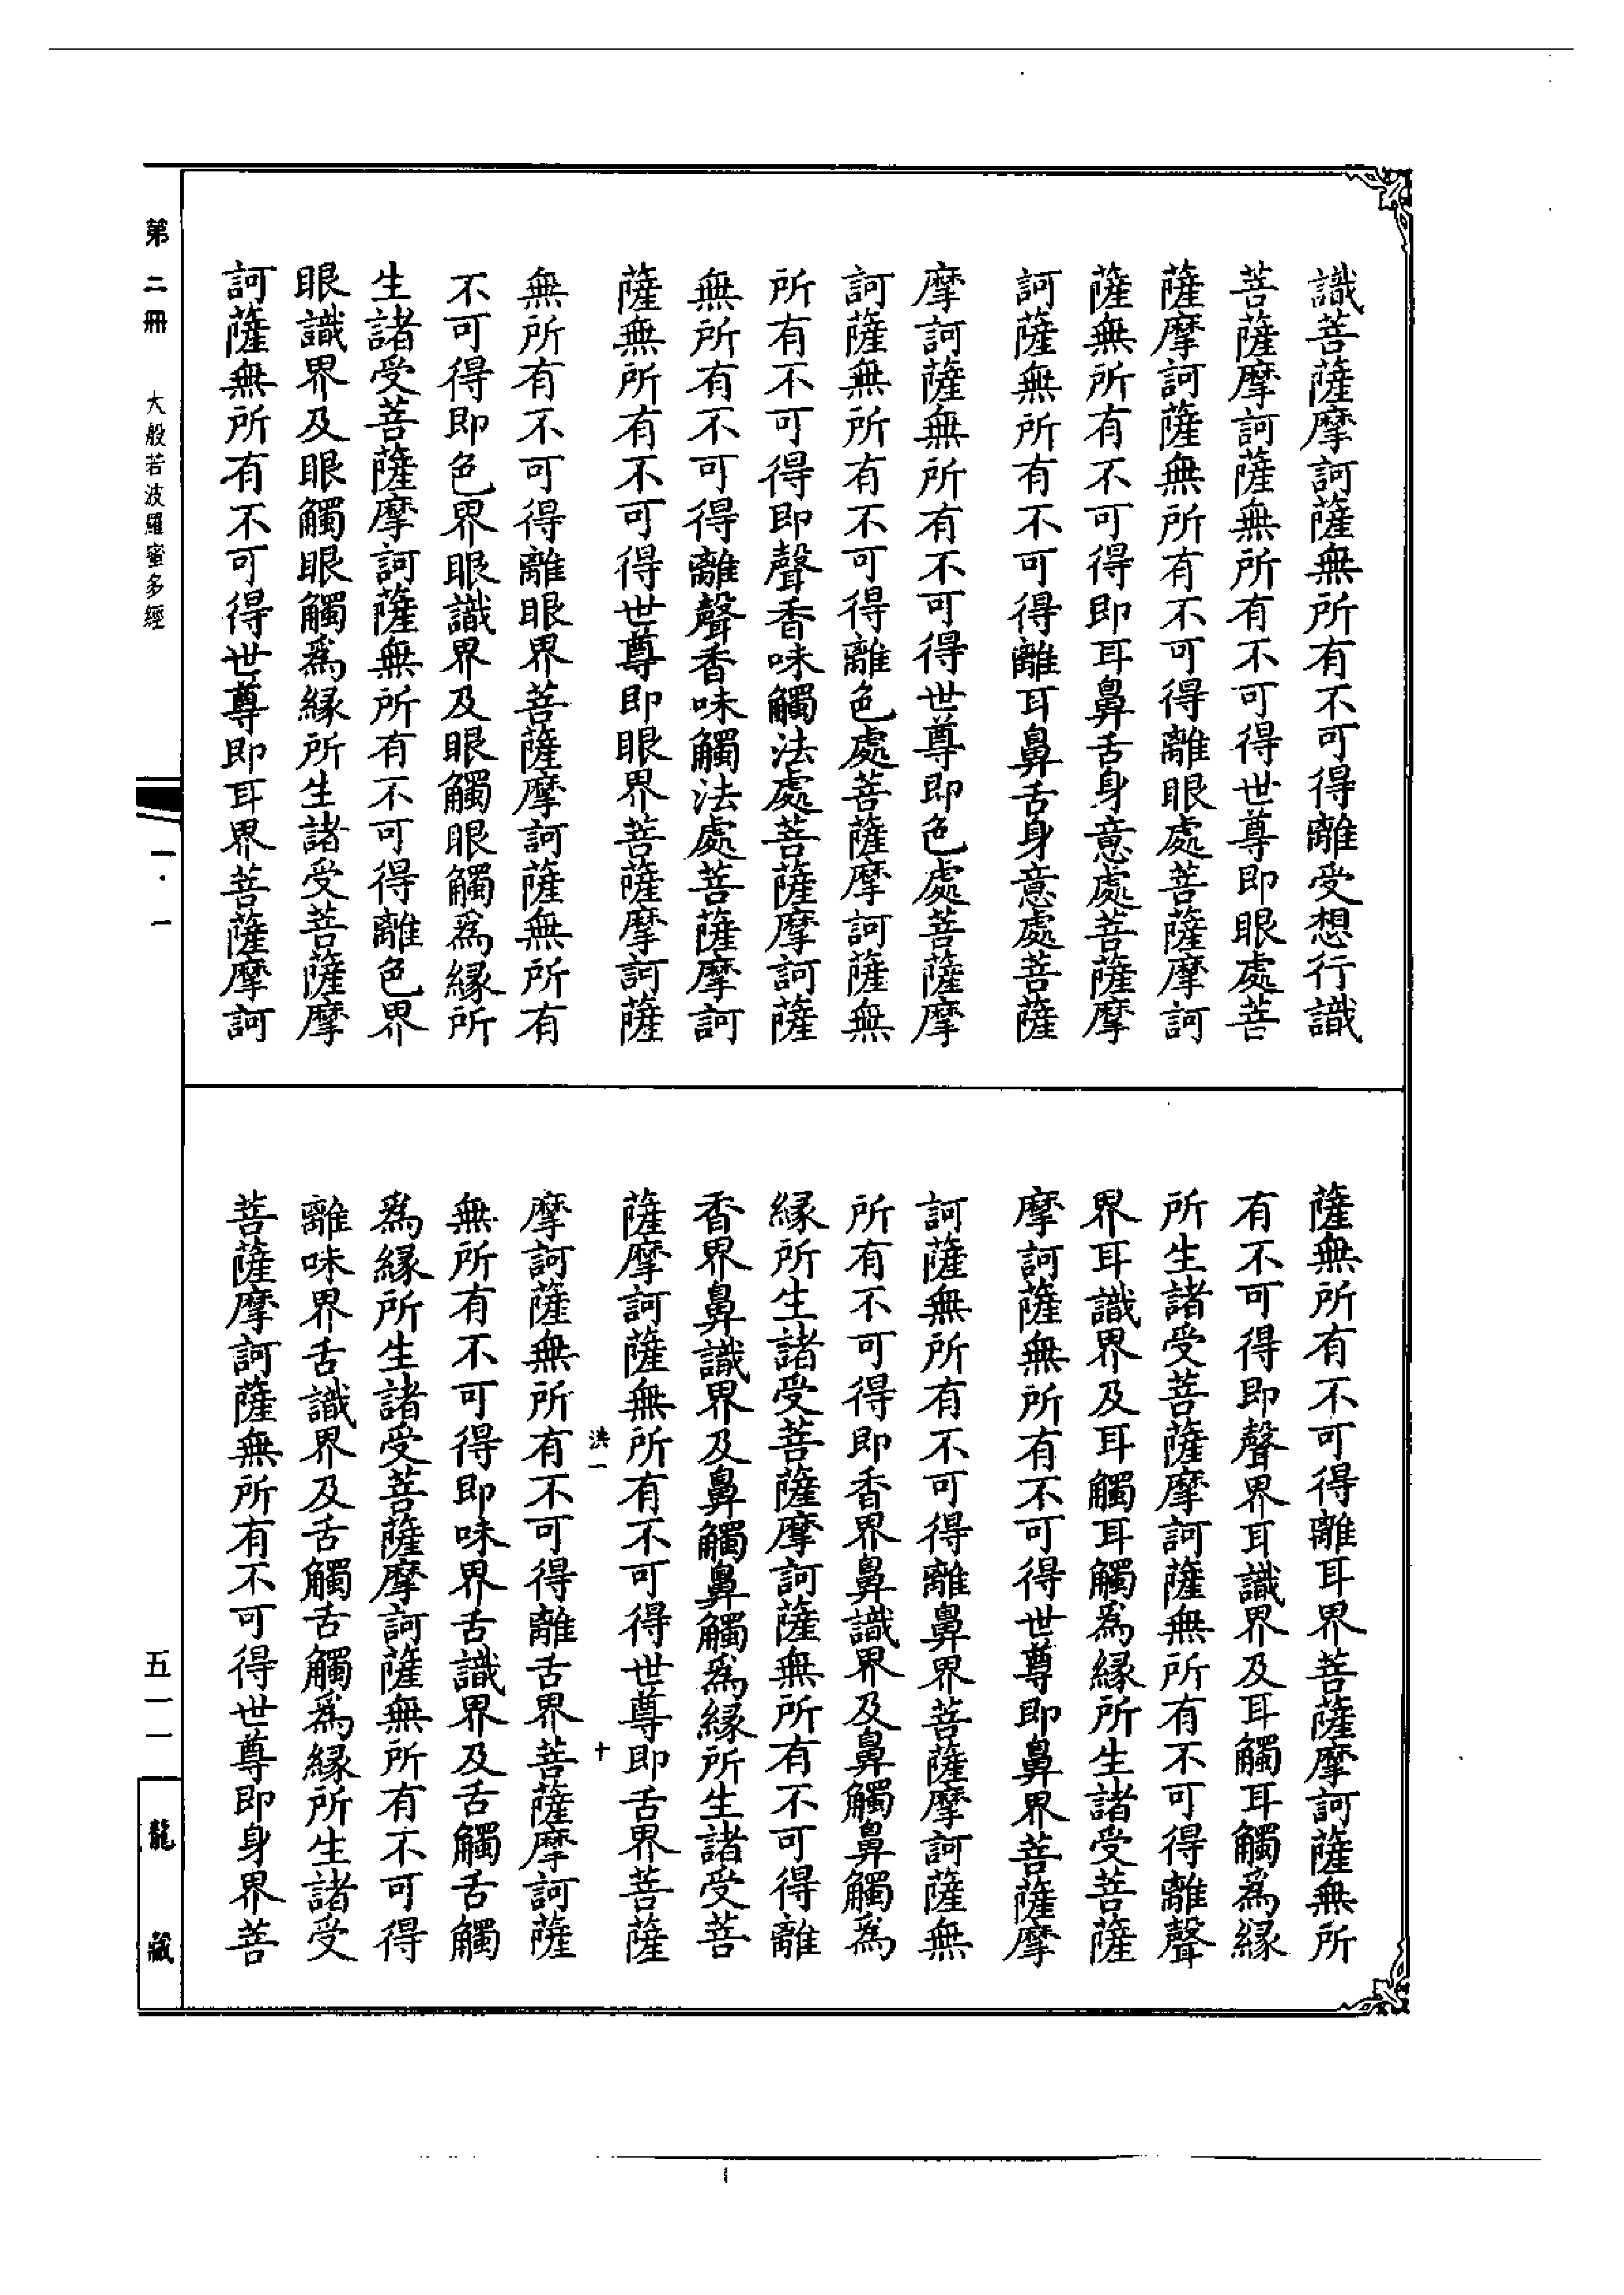 識菩薩摩訶薩無所有不可得離受想行識
菩薩摩訶薩無所有不可得世尊即眼處菩
薩摩訶薩無所有不可得離眼處菩薩摩訶
薩無所有不可得即耳鼻舌身意處菩薩摩
訶薩無所有不可得離耳鼻舌身意處菩薩
摩訶薩無所有不可得世尊即色處菩薩摩
訶薩無所有不可得離色處菩薩摩訶薩無
所有不可得即聲香味觸法處菩薩摩訶薩
無所有不可得離聲香味觸法處菩薩摩訶
薩無所有不可得世尊即眼界菩薩摩訶薩
無所有不可得離眼界菩薩摩訶薩無所有
不可得即色界眼識界及眼觸眼觸為緣所
生諸受菩薩摩訶薩無所有不可得離色界
眼識界及眼觸眼觸為緣所生諸受菩薩摩
訶薩無所有不可得世尊即耳界菩薩摩訶
薩無所有不可得離耳界菩薩摩訶薩無所
有不可得即聲界耳識界及耳觸耳觸為緣
所生諸受菩薩摩訶薩無所有不可得離聲
界耳識界及耳觸耳觸為緣所生諸受菩薩
摩訶薩無所有不可得世尊即鼻界菩薩摩
訶薩無所有不可得離鼻界菩薩摩訶薩無
所有不可得即香界鼻識界及鼻觸鼻觸為
緣所生諸受菩薩摩訶薩無所有不可得離
香界鼻識界及鼻觸鼻觸為緣所生諸受菩
薩摩訶薩無所有不可得世尊即舌界菩薩
洪一 十
摩訶薩無所有不可得離舌界菩薩摩訶薩
無所有不可得即味界舌識界及舌觸舌觸
為緣所生諸受菩薩摩訶薩無所有不可得
離味界舌識界及舌觸舌觸為緣所生諸受
菩薩摩訶薩無所有不可得世尊即身界菩
第二冊 大般若波羅蜜多經 一·一 五一一 龍藏